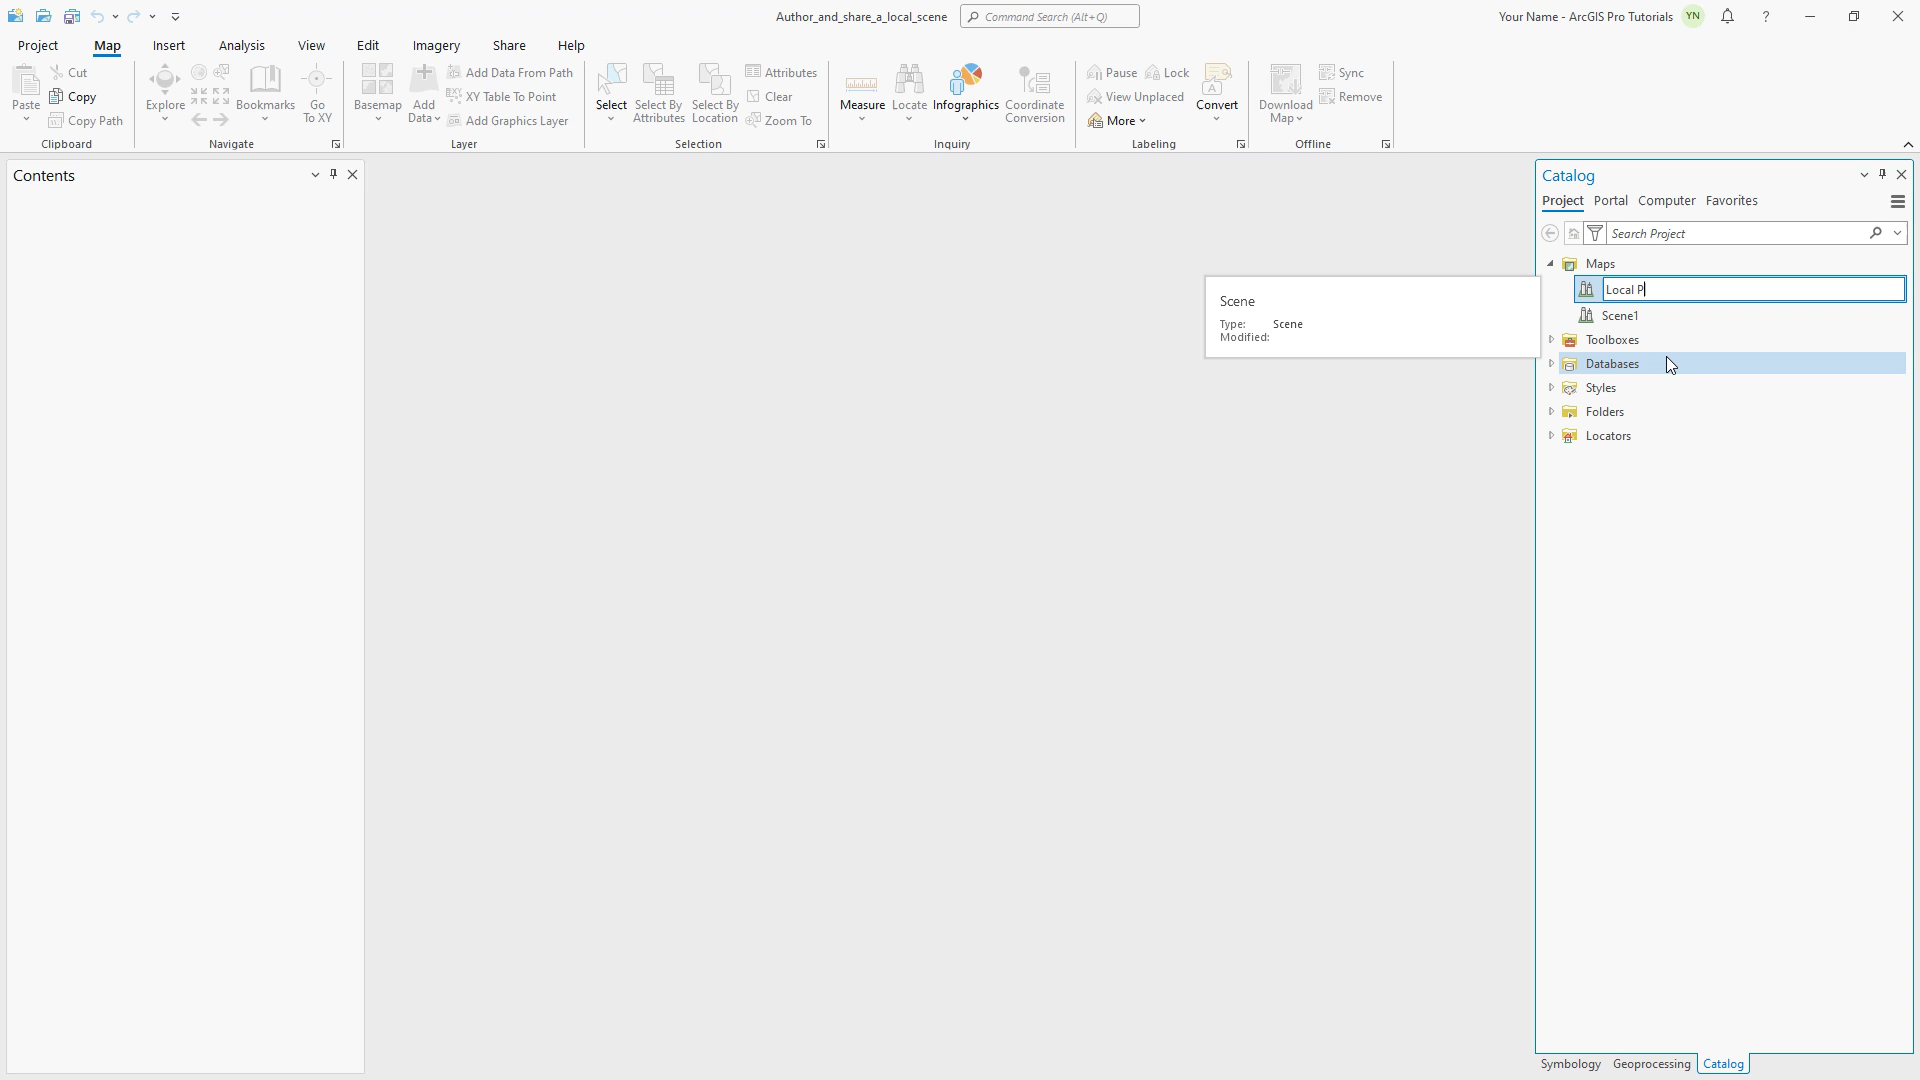 Author_and_share_a_local_scene
Command Search (Alt+Q)
Your Name - ArcGIS Pro Tutorials
YN
?
Project Map Insert Analysis View Edit Imagery Share Help
Paste
Cut
Copy
Copy Path
Clipboard
Explore
Bookmarks
Go To XY
Navigate
Basemap
Add Data
Add Data From Path
XY Table To Point
Add Graphics Layer
Layer
Select
Select By Attributes
Select By Location
Attributes
Clear
Zoom To
Selection
Measure
Locate
Infographics
Coordinate Conversion
Inquiry
Pause
Lock
View Unplaced
More
Convert
Labeling
Download Map
Sync
Remove
Offline
Contents
Catalog
Project Portal Computer Favorites
Search Project
Maps
Local P
Scene1
Toolboxes
Databases
Styles
Folders
Locators
Scene
Type: Scene
Modified:
Symbology Geoprocessing Catalog